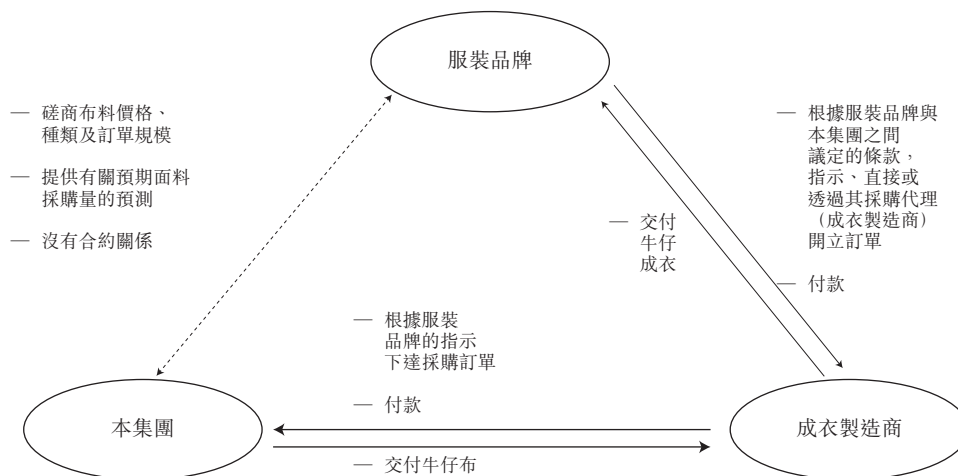 服裝品牌
— 磋商布料價格、
種類及訂單規模
— 提供有關預期面料
採購量的預測
— 沒有合約關係
— 根據服裝品牌與
本集團之間
議定的條款，
指示、直接或
透過其採購代理
（成衣製造商）
開立訂單
— 付款
— 交付
牛仔
成衣
— 根據服裝
品牌的指示
下達採購訂單
— 付款
本集團
成衣製造商
— 交付牛仔布